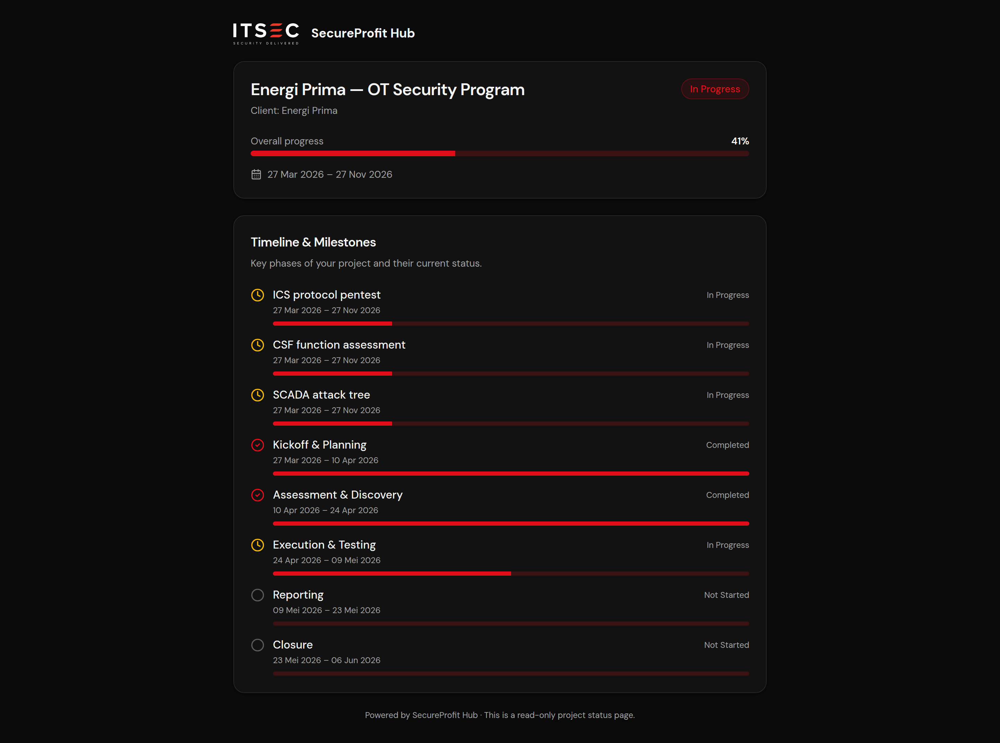 ITSEC
SECURITY DELIVERED
SecureProfit Hub
Energi Prima — OT Security Program
In Progress
Client: Energi Prima
Overall progress
41%
27 Mar 2026 – 27 Nov 2026
Timeline & Milestones
Key phases of your project and their current status.
ICS protocol pentest
In Progress
27 Mar 2026 – 27 Nov 2026
CSF function assessment
In Progress
27 Mar 2026 – 27 Nov 2026
SCADA attack tree
In Progress
27 Mar 2026 – 27 Nov 2026
Kickoff & Planning
Completed
27 Mar 2026 – 10 Apr 2026
Assessment & Discovery
Completed
10 Apr 2026 – 24 Apr 2026
Execution & Testing
In Progress
24 Apr 2026 – 09 Mei 2026
Reporting
Not Started
09 Mei 2026 – 23 Mei 2026
Closure
Not Started
23 Mei 2026 – 06 Jun 2026
Powered by SecureProfit Hub · This is a read-only project status page.